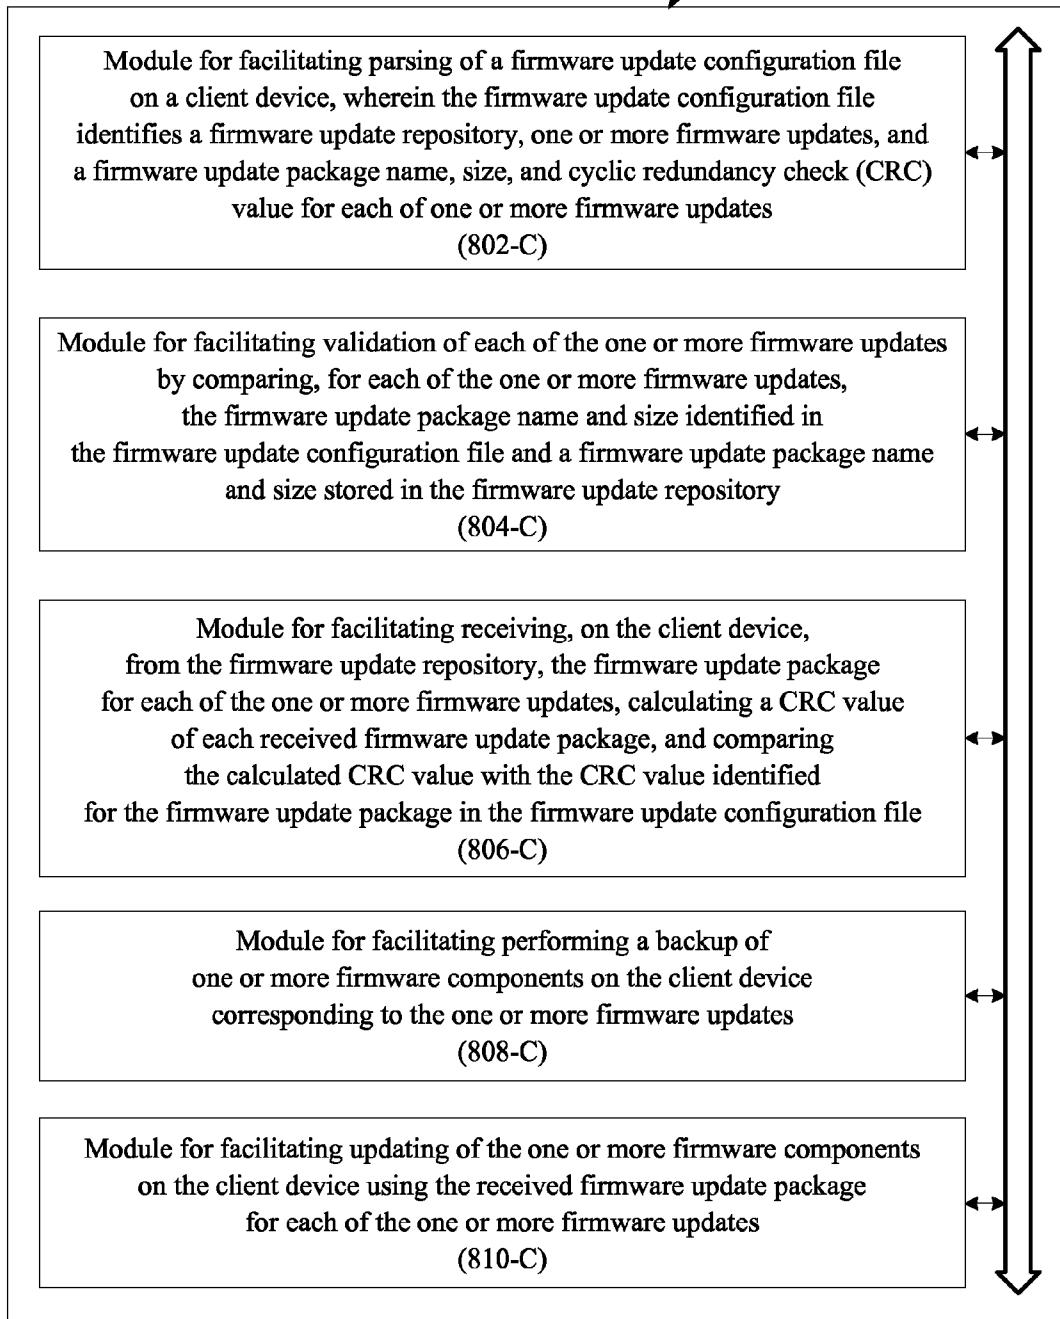 Module for facilitating parsing of a firmware update configuration file
on a client device, wherein the firmware update configuration file
identifies a firmware update repository, one or more firmware updates, and
a firmware update package name, size, and cyclic redundancy check (CRC)
value for each of one or more firmware updates
(802-C)
Module for facilitating validation of each of the one or more firmware updates
by comparing, for each of the one or more firmware updates,
the firmware update package name and size identified in
the firmware update configuration file and a firmware update package name
and size stored in the firmware update repository
(804-C)
Module for facilitating receiving, on the client device,
from the firmware update repository, the firmware update package
for each of the one or more firmware updates, calculating a CRC value
of each received firmware update package, and comparing
the calculated CRC value with the CRC value identified
for the firmware update package in the firmware update configuration file
(806-C)
Module for facilitating performing a backup of
one or more firmware components on the client device
corresponding to the one or more firmware updates
(808-C)
Module for facilitating updating of the one or more firmware components
on the client device using the received firmware update package
for each of the one or more firmware updates
(810-C)